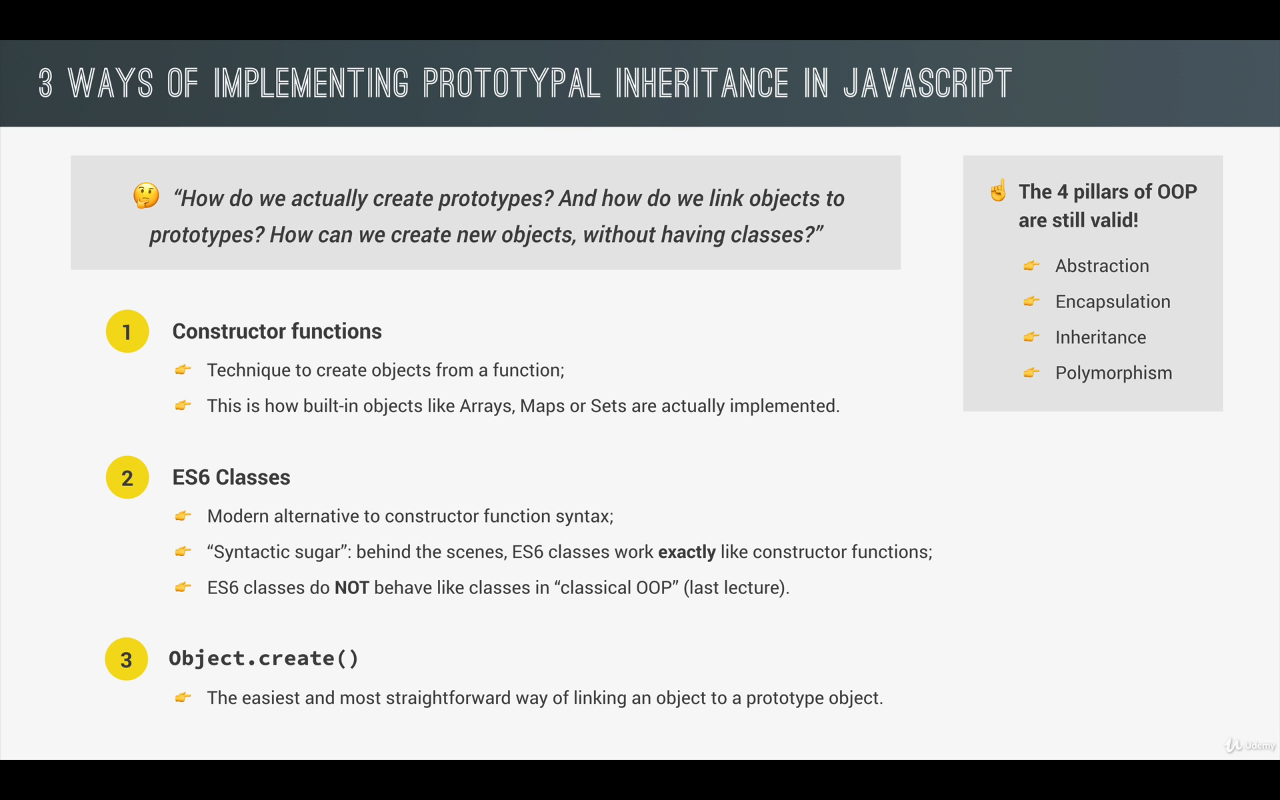 3 WAYS OF IMPLEMENTING PROTOTYPAL INHERITANCE IN JAVASCRIPT
🤔 “How do we actually create prototypes? And how do we link objects to
prototypes? How can we create new objects, without having classes?”
1 Constructor functions
👉 Technique to create objects from a function;
👉 This is how built-in objects like Arrays, Maps or Sets are actually implemented.
2 ES6 Classes
👉 Modern alternative to constructor function syntax;
👉 “Syntactic sugar”: behind the scenes, ES6 classes work exactly like constructor functions;
👉 ES6 classes do NOT behave like classes in “classical OOP” (last lecture).
3 Object.create()
👉 The easiest and most straightforward way of linking an object to a prototype object.
☝️ The 4 pillars of OOP
are still valid!
👉 Abstraction
👉 Encapsulation
👉 Inheritance
👉 Polymorphism
Udemy